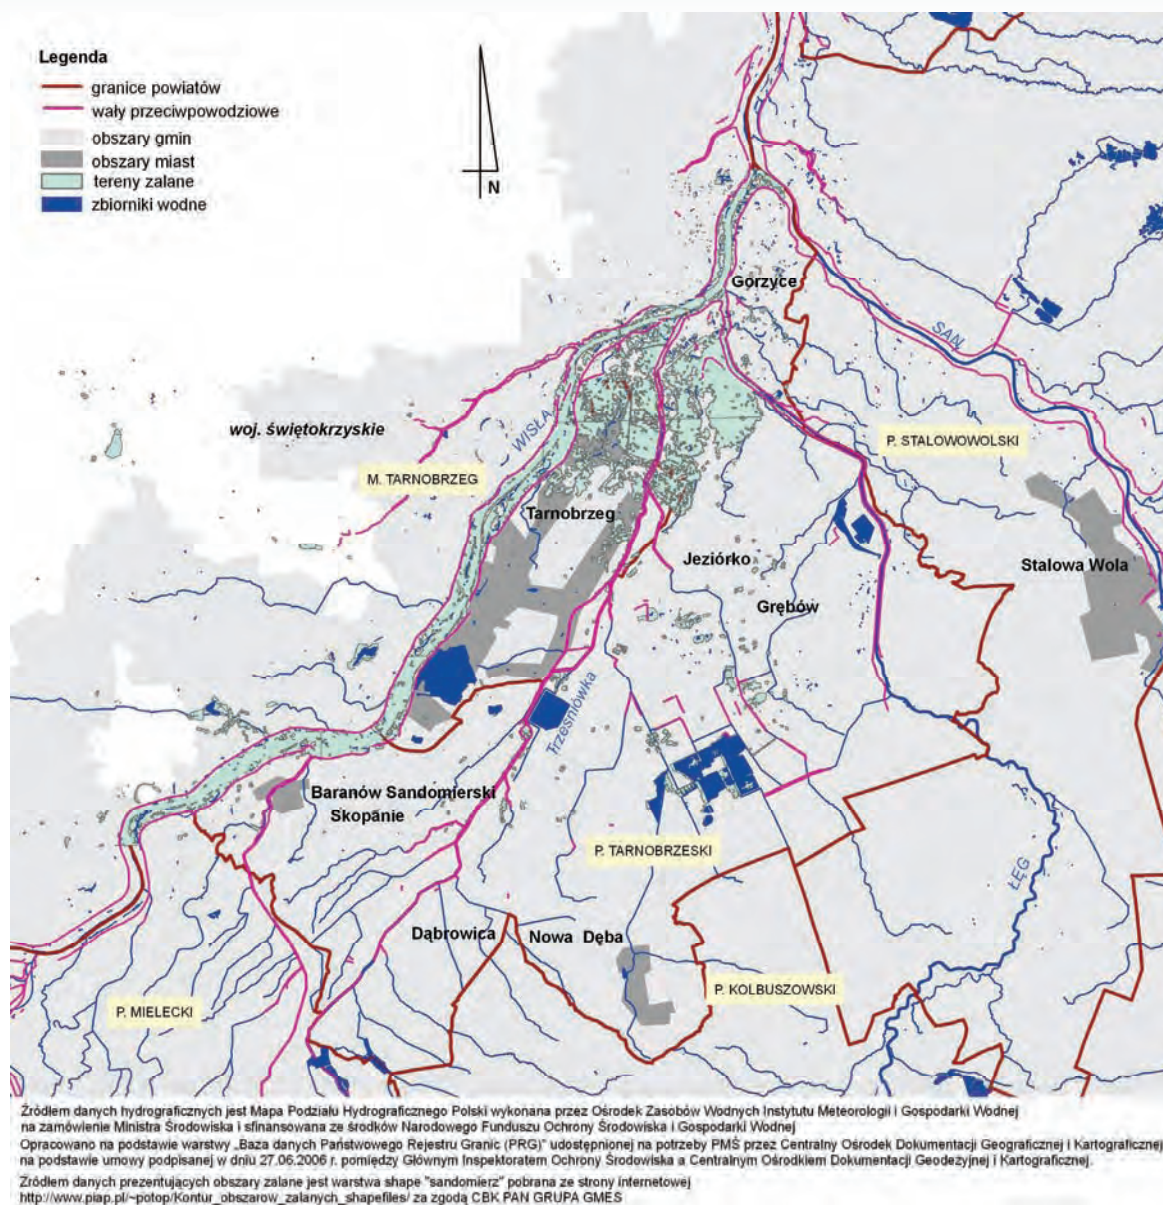 Legenda
granice powiatów
wały przeciwpowodziowe
obszary gmin
obszary miast
tereny zalane
zbiorniki wodne
N
Gorzyce
SAN
WISŁA
woj. świętokrzyskie
P. STALOWOWOLSKI
M. TARNOBRZEG
Tarnobrzeg
Jeziórko
Stalowa Wola
Grębów
Trześniówka
Baranów Sandomierski
Skopanie
P. TARNOBRZESKI
ŁĘG
Dąbrowica
Nowa Dęba
P. KOLBUSZOWSKI
P. MIELECKI
Źródłem danych hydrograficznych jest Mapa Podziału Hydrograficznego Polski wykonana przez Ośrodek Zasobów Wodnych Instytutu Meteorologii i Gospodarki Wodnej
na zamówienie Ministra Środowiska i sfinansowana ze środków Narodowego Funduszu Ochrony Środowiska i Gospodarki Wodnej
Opracowano na podstawie warstwy „Baza danych Państwowego Rejestru Granic (PRG)" udostępnionej na potrzeby PMŚ przez Centralny Ośrodek Dokumentacji Geograficznej i Kartograficznej
na podstawie umowy podpisanej w dniu 27.06.2006 r. pomiędzy Głównym Inspektoratem Ochrony Środowiska a Centralnym Ośrodkiem Dokumentacji Geodezyjnej i Kartograficznej.
Źródłem danych prezentujących obszary zalane jest warstwa shape "sandomierz" pobrana ze strony internetowej
http://www.piap.pl/~potop/Kontur_obszarow_zalanych_shapefiles/ za zgodą CBK PAN GRUPA GMES